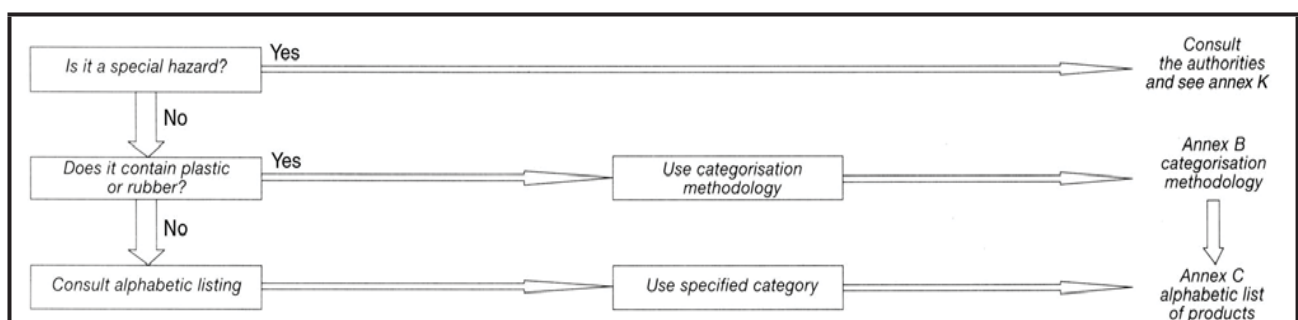 Is it a special hazard?
Yes
Consult
the authorities
and see annex K
No
Does it contain plastic
or rubber?
Yes
Use categorisation
methodology
Annex B
categorisation
methodology
No
Consult alphabetic listing
Use specified category
Annex C
alphabetic list
of products